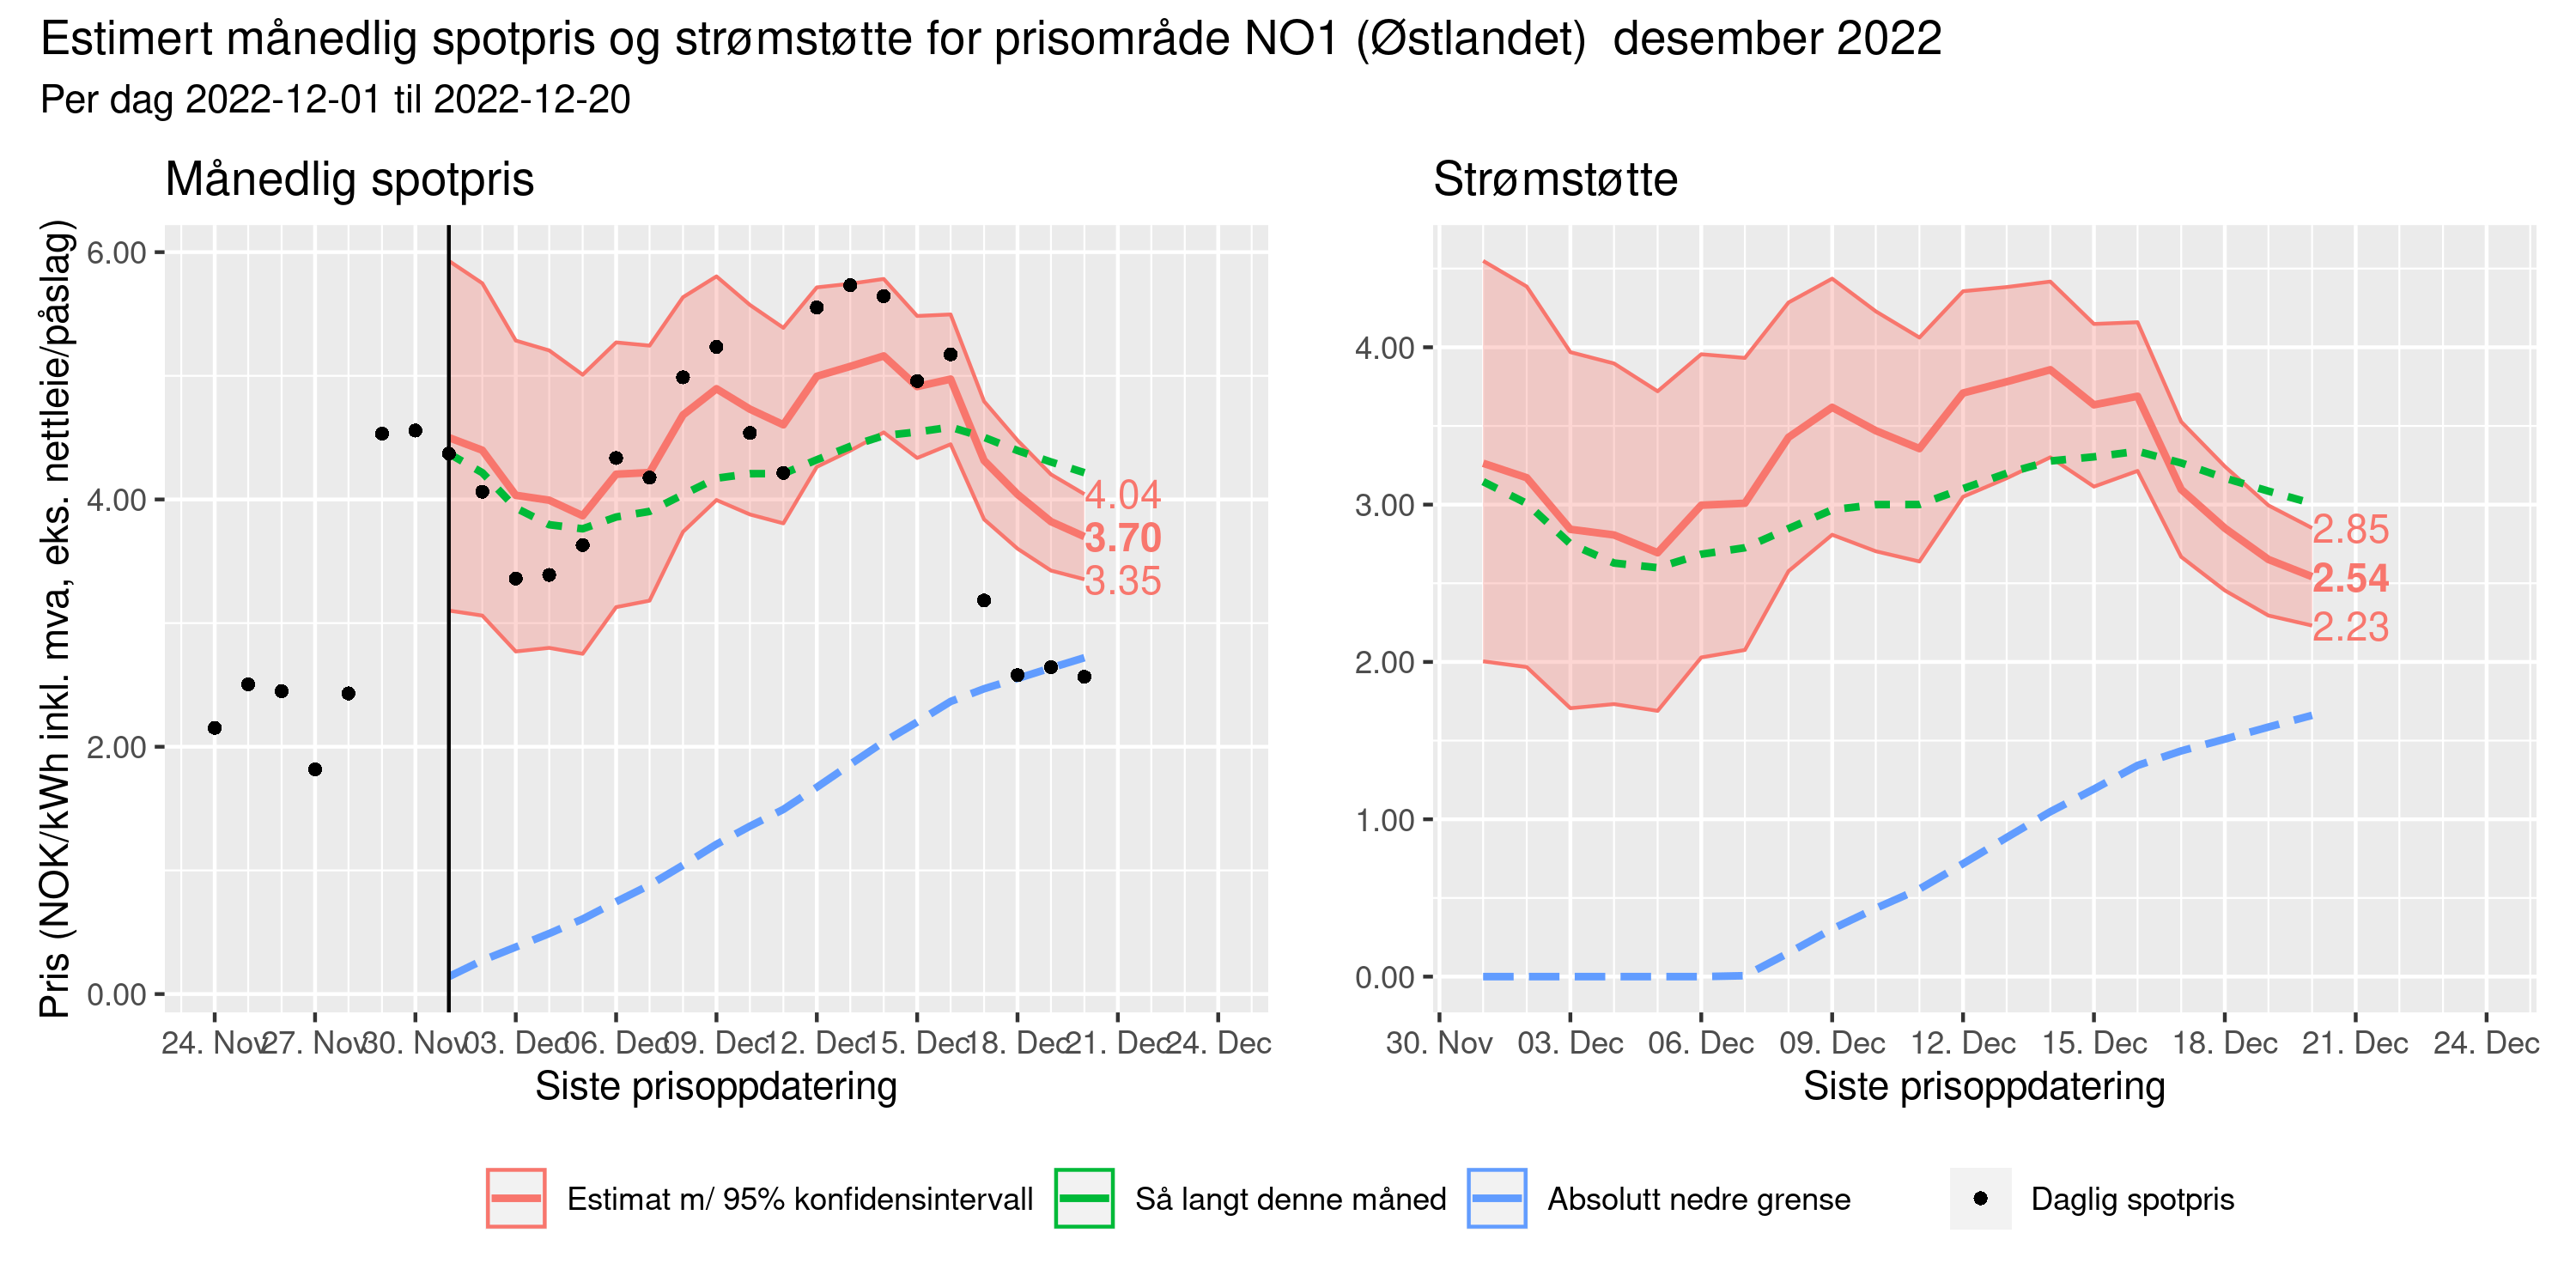 Estimert månedlig spotpris og strømstøtte for prisområde NO1 (Østlandet)  desember 2022
Per dag 2022-12-01 til 2022-12-20
Månedlig spotpris
Pris (NOK/kWh inkl. mva, eks. nettleie/påslag)
6.00
4.00
2.00
0.00
4.04
3.70
3.35
24. Nov 27. Nov 30. Nov 03. Dec 06. Dec 09. Dec 12. Dec 15. Dec 18. Dec 21. Dec 24. Dec
Siste prisoppdatering
Strømstøtte
4.00
3.00
2.00
1.00
0.00
2.85
2.54
2.23
30. Nov 03. Dec 06. Dec 09. Dec 12. Dec 15. Dec 18. Dec 21. Dec 24. Dec
Siste prisoppdatering
Estimat m/ 95% konfidensintervall Så langt denne måned Absolutt nedre grense Daglig spotpris